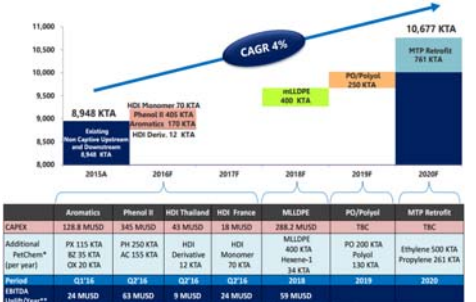 10,677 KTA
11,000
10,500
10,000
9,500
9,000
8,500
8,000
CAGR 4%
MTP Retrofit
761 KTA
PO/Polyol
250 KTA
mLLDPE
400 KTA
HDI Monomer 70 KTA
Phenol II 405 KTA
Aromatics 170 KTA
HDI Deriv. 12 KTA
8,948 KTA
Existing
Non Captive Upstream
and Downstream
8,948 KTA
2015A 2016F 2017F 2018F 2019F 2020F
Aromatics Phenol II HDI Thailand HDI France MLLDPE PO/Polyol MTP Retrofit
CAPEX 128.8 MUSD 345 MUSD 43 MUSD 18 MUSD 288.2 MUSD TBC TBC
Additional PetChem* (per year) PX 115 KTA BZ 35 KTA OX 20 KTA PH 250 KTA AC 155 KTA HDI Derivative 12 KTA HDI Monomer 70 KTA MLLDPE 400 KTA Hexene-1 34 KTA PO 200 KTA Polyol 130 KTA Ethylene 500 KTA Propylene 261 KTA
Period Q1'16 Q2'16 Q2'16 Q2'16 2018 2019 2020
EBITDA Uplift/Year** 24 MUSD 63 MUSD 9 MUSD 24 MUSD 59 MUSD